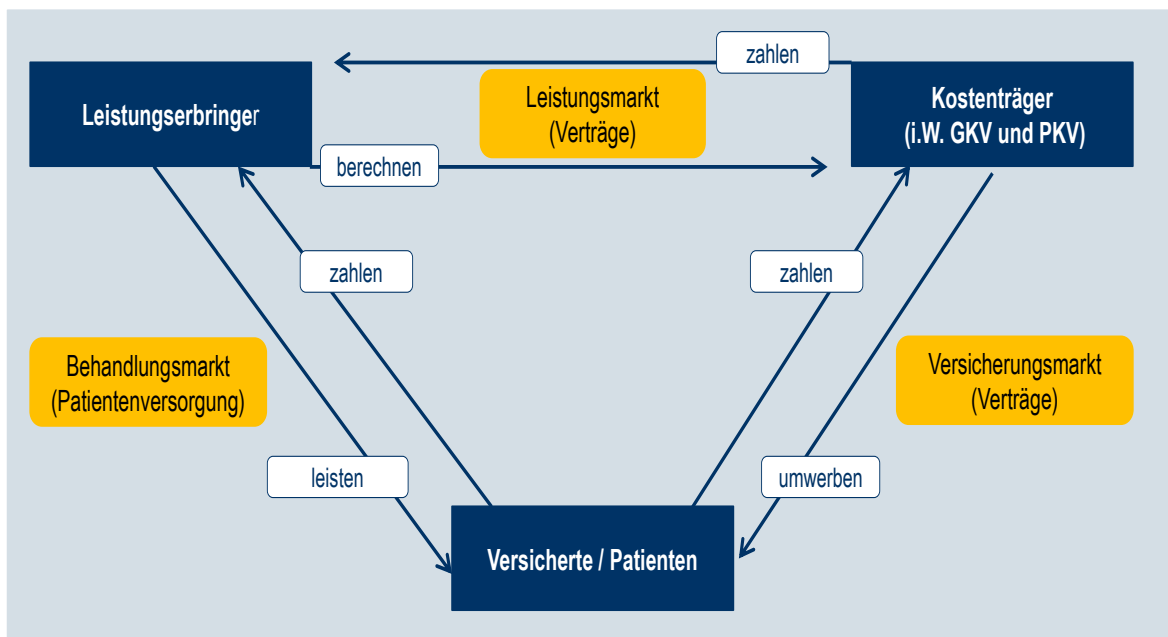 zahlen
Leistungserbringer
Leistungsmarkt
(Verträge)
Kostenträger
(i.W. GKV und PKV)
berechnen
zahlen
zahlen
Behandlungsmarkt
(Patientenversorgung)
Versicherungsmarkt
(Verträge)
leisten
umwerben
Versicherte / Patienten